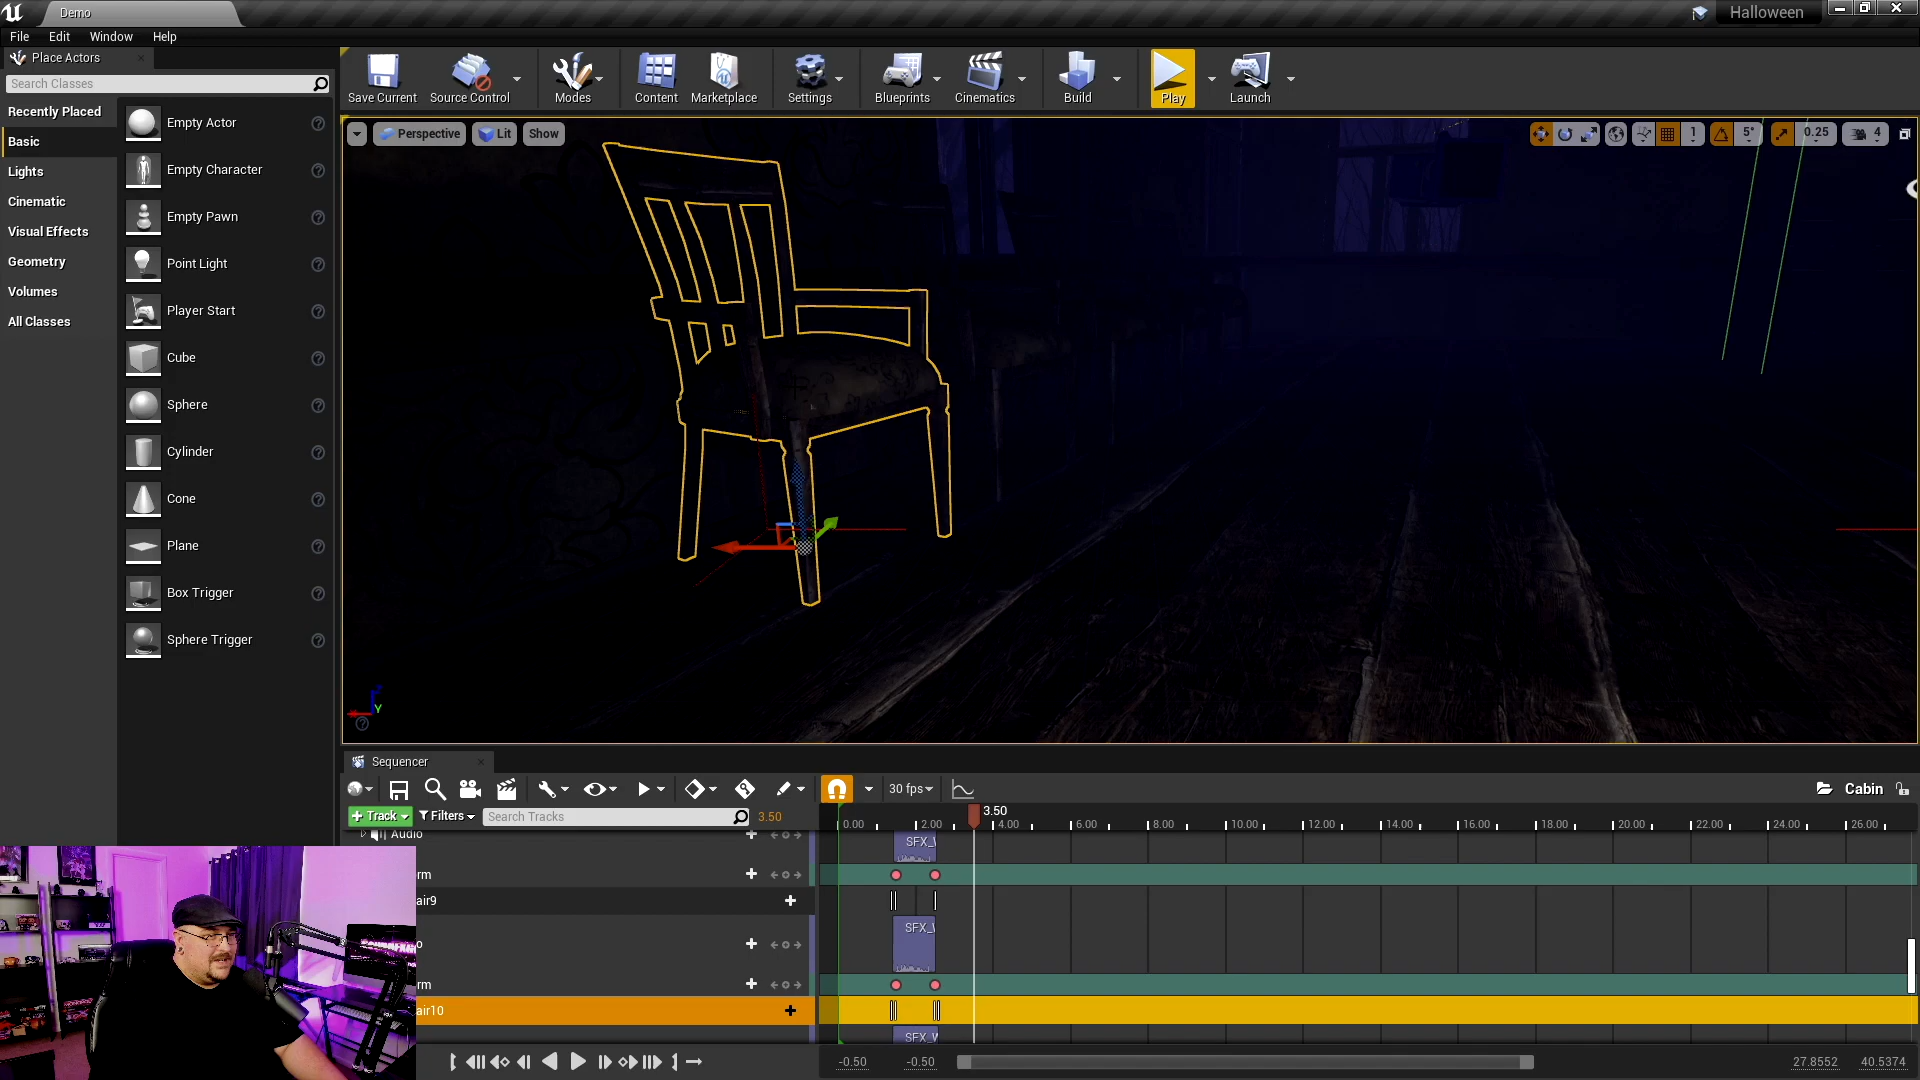 Demo
Halloween
File Edit Window Help
Place Actors
Search Classes
Recently Placed
Basic
Lights
Cinematic
Visual Effects
Geometry
Volumes
All Classes
Empty Actor
Empty Character
Empty Pawn
Point Light
Player Start
Cube
Sphere
Cylinder
Cone
Plane
Box Trigger
Sphere Trigger
Save Current
Source Control
Modes
Content
Marketplace
Settings
Blueprints
Cinematics
Build
Play
Launch
Perspective Lit Show
1 5° 0.25 4
Y
Sequencer
30 fps
Cabin
Track Filters Search Tracks 3.50
3.50
0.00 2.00 4.00 6.00 8.00 10.00 12.00 14.00 16.00 18.00 20.00 22.00 24.00 26.00
Audio
SFX_
rm
air9
SFX_
o
rm
air10
SFX_W
-0.50 -0.50 27.8552 40.5374